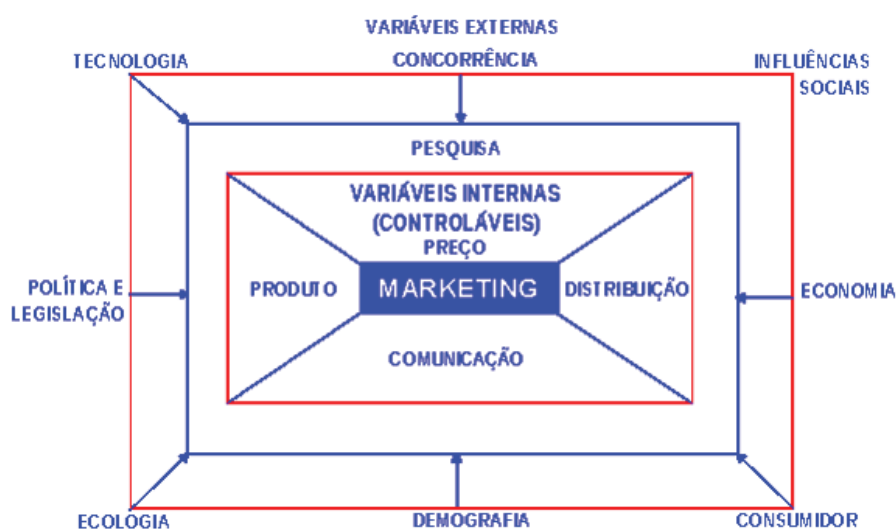 VARIÁVEIS EXTERNAS
TECNOLOGIA
CONCORRÊNCIA
INFLUÊNCIAS
SOCIAIS
PESQUISA
VARIÁVEIS INTERNAS
(CONTROLÁVEIS)
PREÇO
POLÍTICA E
LEGISLAÇÃO
PRODUTO
MARKETING
DISTRIBUIÇÃO
ECONOMIA
COMUNICAÇÃO
ECOLOGIA
DEMOGRAFIA
CONSUMIDOR